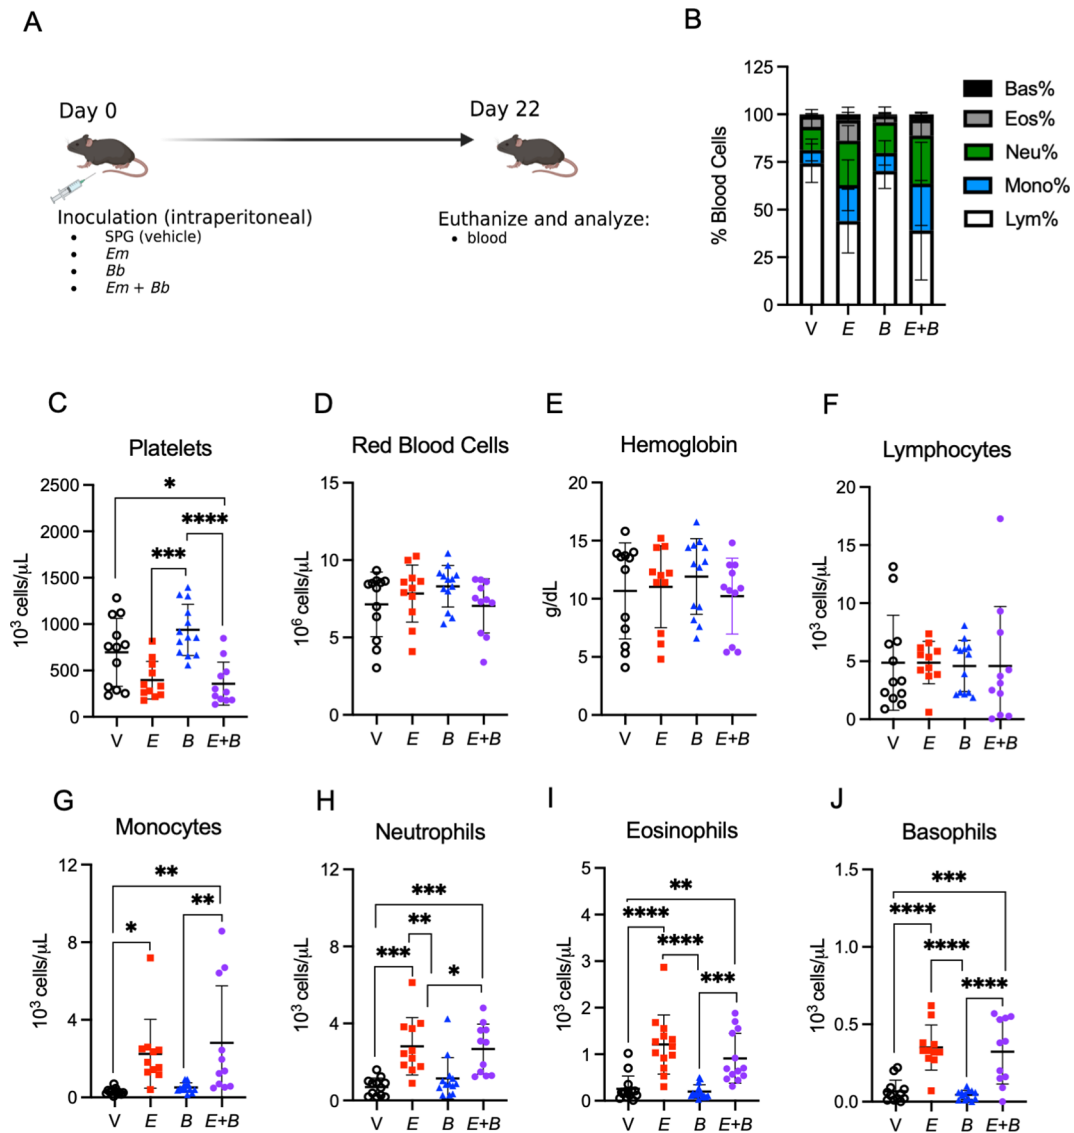 A
Day 0
Day 22
Inoculation (intraperitoneal)
• SPG (vehicle)
• Em
• Bb
• Em + Bb
Euthanize and analyze:
• blood
B
% Blood Cells
125
100
75
50
25
0
V E B E+B
Bas%
Eos%
Neu%
Mono%
Lym%
C
Platelets
10³ cells/μL
2500
2000
1500
1000
500
0
*
****
***
V E B E+B
D
Red Blood Cells
10⁶ cells/μL
15
10
5
0
V E B E+B
E
Hemoglobin
g/dL
20
15
10
5
0
V E B E+B
F
Lymphocytes
10³ cells/μL
20
15
10
5
0
V E B E+B
G
Monocytes
10³ cells/μL
12
8
4
0
**
**
*
V E B E+B
H
Neutrophils
10³ cells/μL
12
8
4
0
***
**
***
*
V E B E+B
I
Eosinophils
10³ cells/μL
5
4
3
2
1
0
**
****
****
***
V E B E+B
J
Basophils
10³ cells/μL
1.5
1.0
0.5
0.0
***
****
****
****
V E B E+B